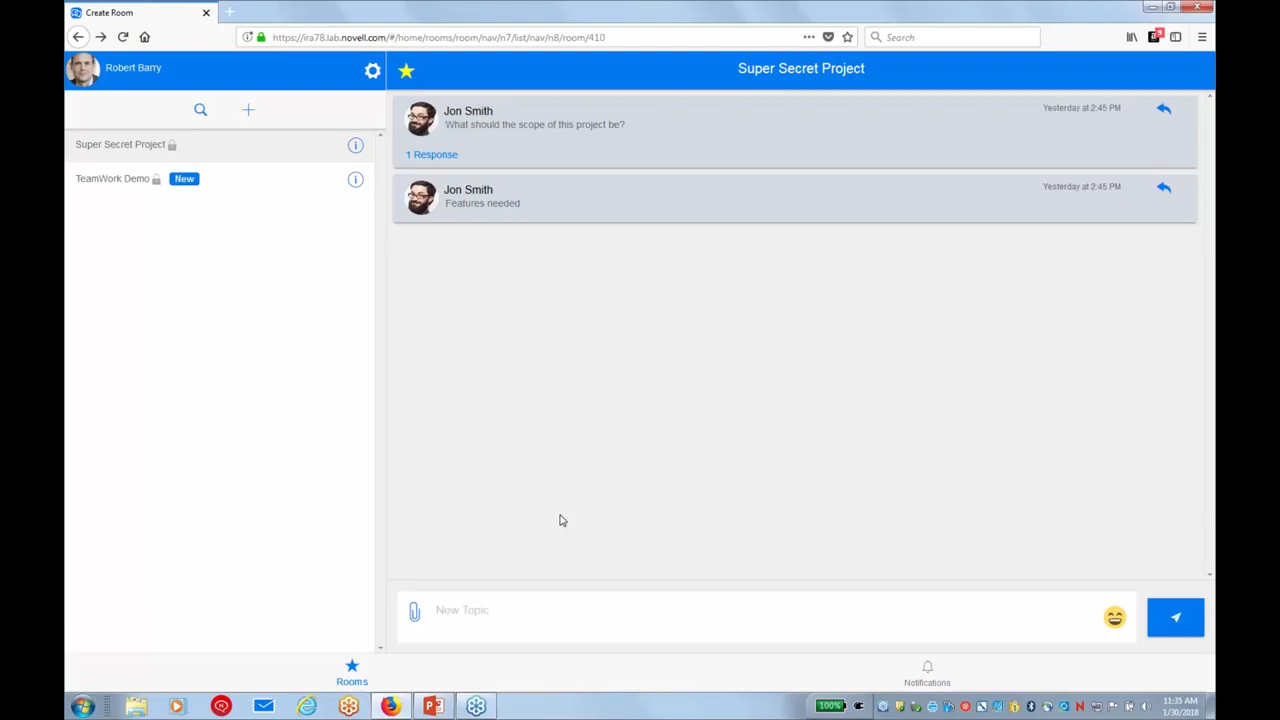 Create Room
https://ira78.lab.novell.com/#/home/rooms/room/nav/n7/list/nav/n8/room/410
Search
Robert Barry
Super Secret Project
Super Secret Project
TeamWork Demo
New
Jon Smith
Yesterday at 2:45 PM
What should the scope of this project be?
1 Response
Jon Smith
Yesterday at 2:45 PM
Features needed
New Topic
Rooms
Notifications
100%
11:35 AM
1/30/2018